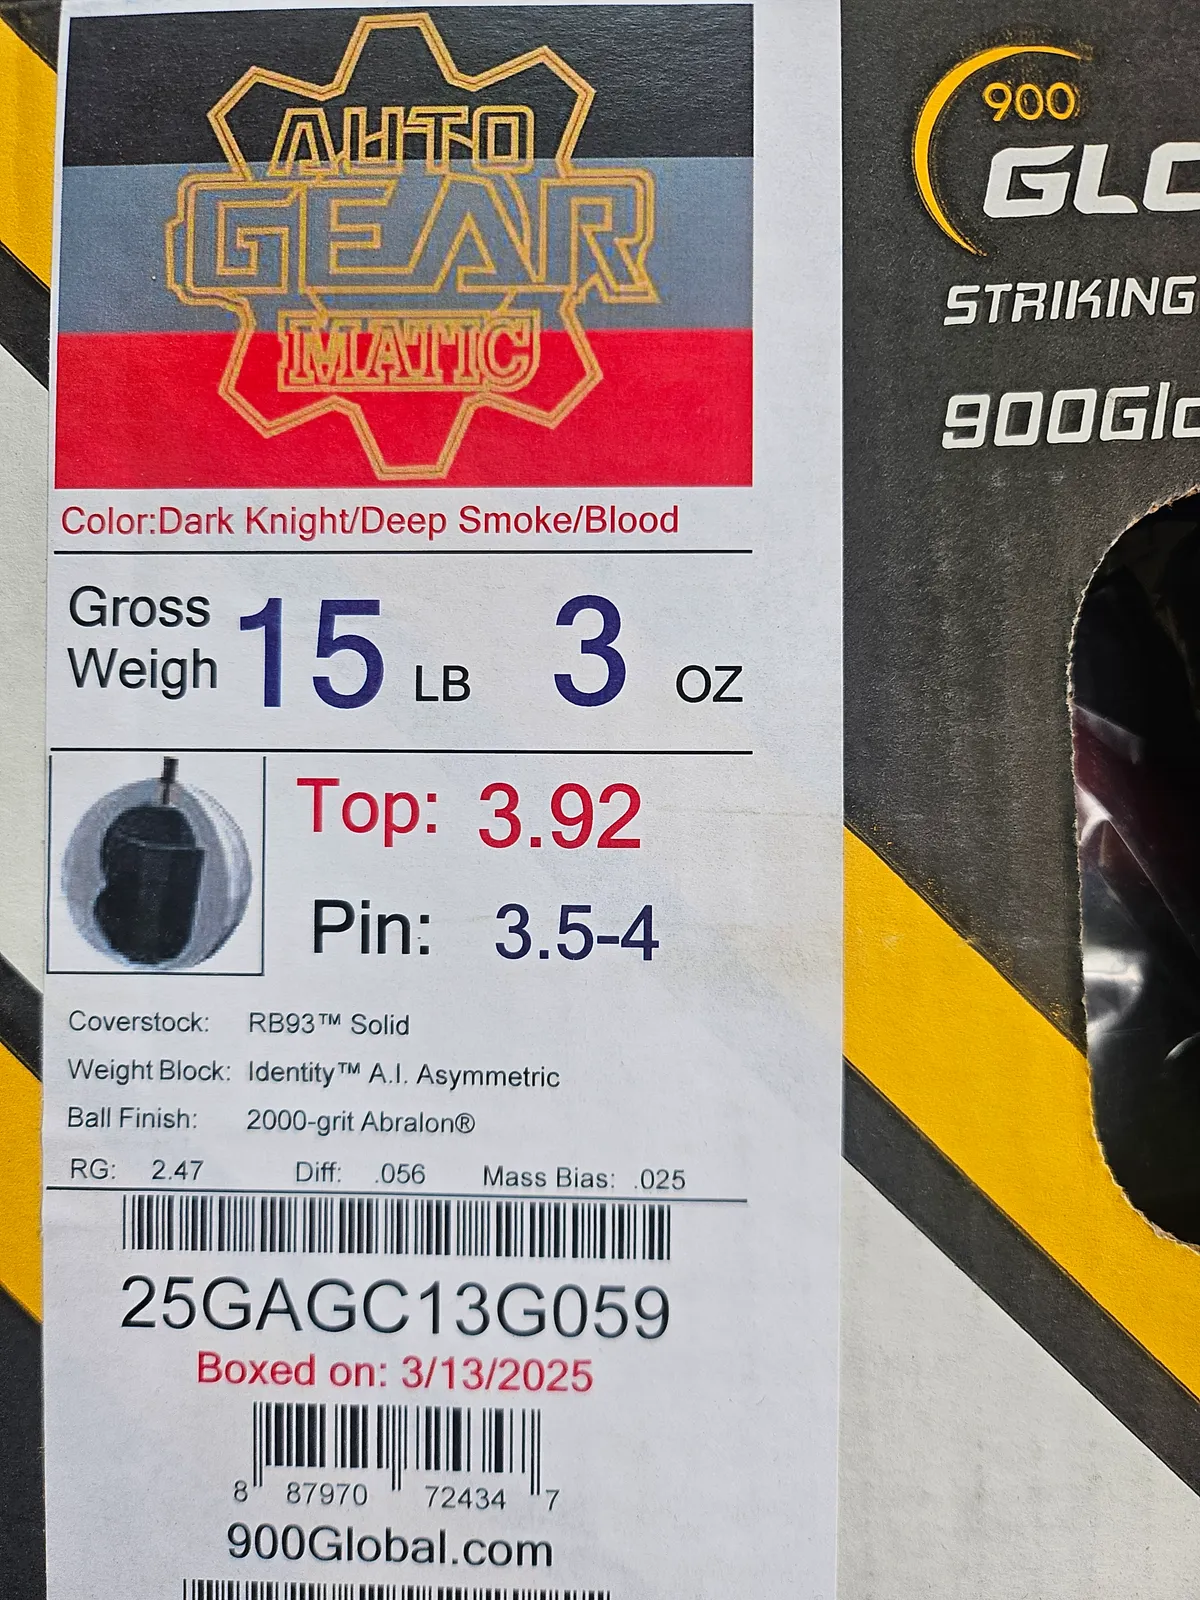 AUTO
GEAR
MATIC
Color:Dark Knight/Deep Smoke/Blood
Gross
Weigh 15 LB 3 OZ
Top: 3.92
Pin: 3.5-4
Coverstock: RB93™ Solid
Weight Block: Identity™ A.I. Asymmetric
Ball Finish: 2000-grit Abralon®
RG: 2.47 Diff: .056 Mass Bias: .025
25GAGC13G059
Boxed on: 3/13/2025
8 87970 72434 7
900Global.com
900
GLO
STRIKING
900Glo